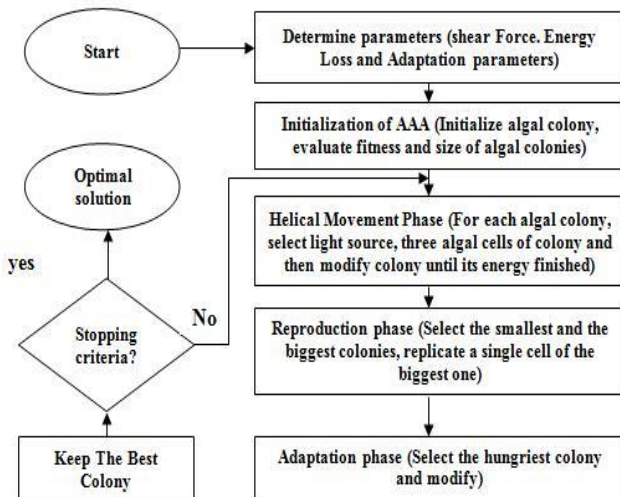 Start
Determine parameters (shear Force. Energy
Loss and Adaptation parameters)
Initialization of AAA (Initialize algal colony,
evaluate fitness and size of algal colonies)
Optimal
solution
Helical Movement Phase (For each algal colony,
select light source, three algal cells of colony and
then modify colony until its energy finished)
yes
No
Stopping
criteria?
Reproduction phase (Select the smallest and the
biggest colonies, replicate a single cell of the
biggest one)
Keep The Best
Colony
Adaptation phase (Select the hungriest colony
and modify)